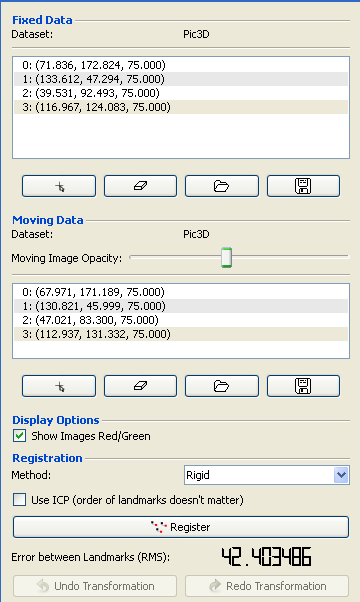 Fixed Data
Dataset: Pic3D
0: (71.836, 172.824, 75.000)
1: (133.612, 47.294, 75.000)
2: (39.531, 92.493, 75.000)
3: (116.967, 124.083, 75.000)
Moving Data
Dataset: Pic3D
Moving Image Opacity:
0: (67.971, 171.189, 75.000)
1: (130.821, 45.999, 75.000)
2: (47.021, 83.300, 75.000)
3: (112.937, 131.332, 75.000)
Display Options
Show Images Red/Green
Registration
Method: Rigid
Use ICP (order of landmarks doesn't matter)
Register
Error between Landmarks (RMS): 42.403486
Undo Transformation Redo Transformation